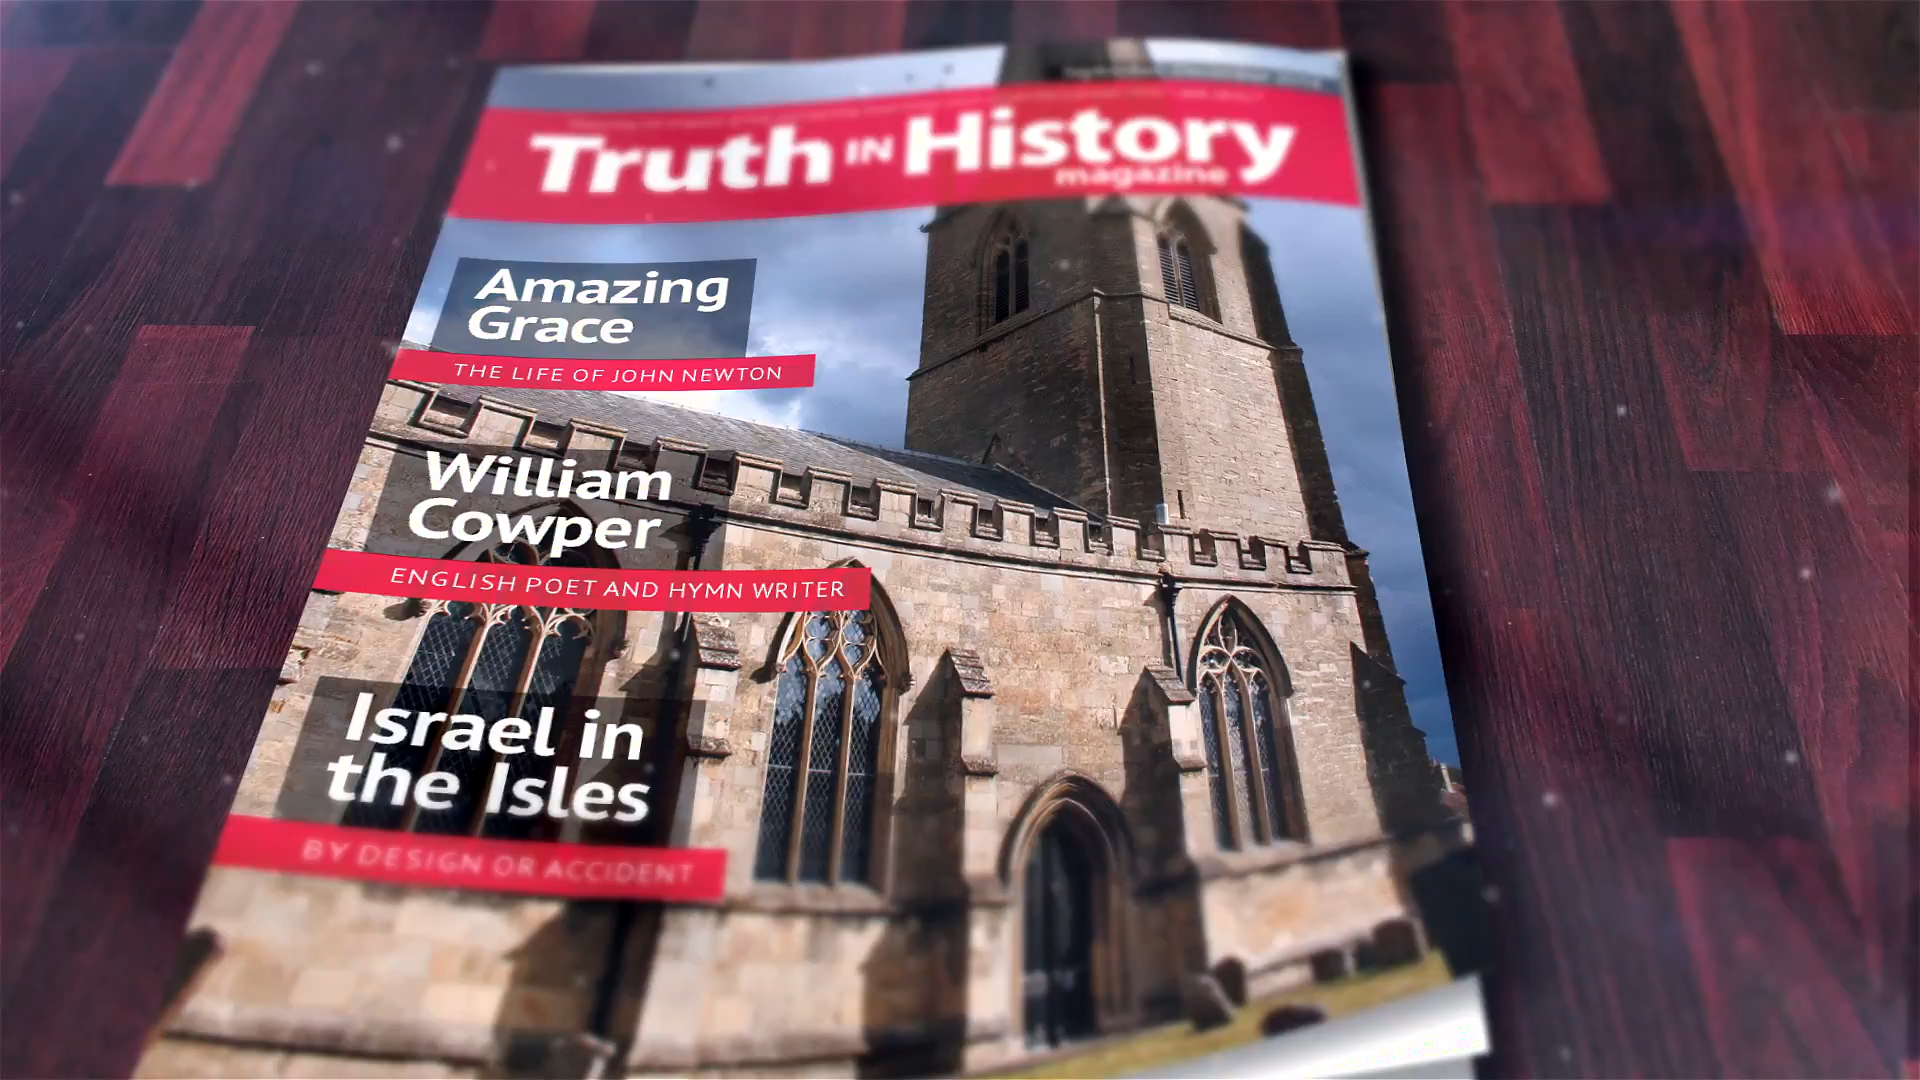 Truth IN History
magazine
Amazing
Grace
THE LIFE OF JOHN NEWTON
William
Cowper
ENGLISH POET AND HYMN WRITER
Israel in
the Isles
BY DESIGN OR ACCIDENT